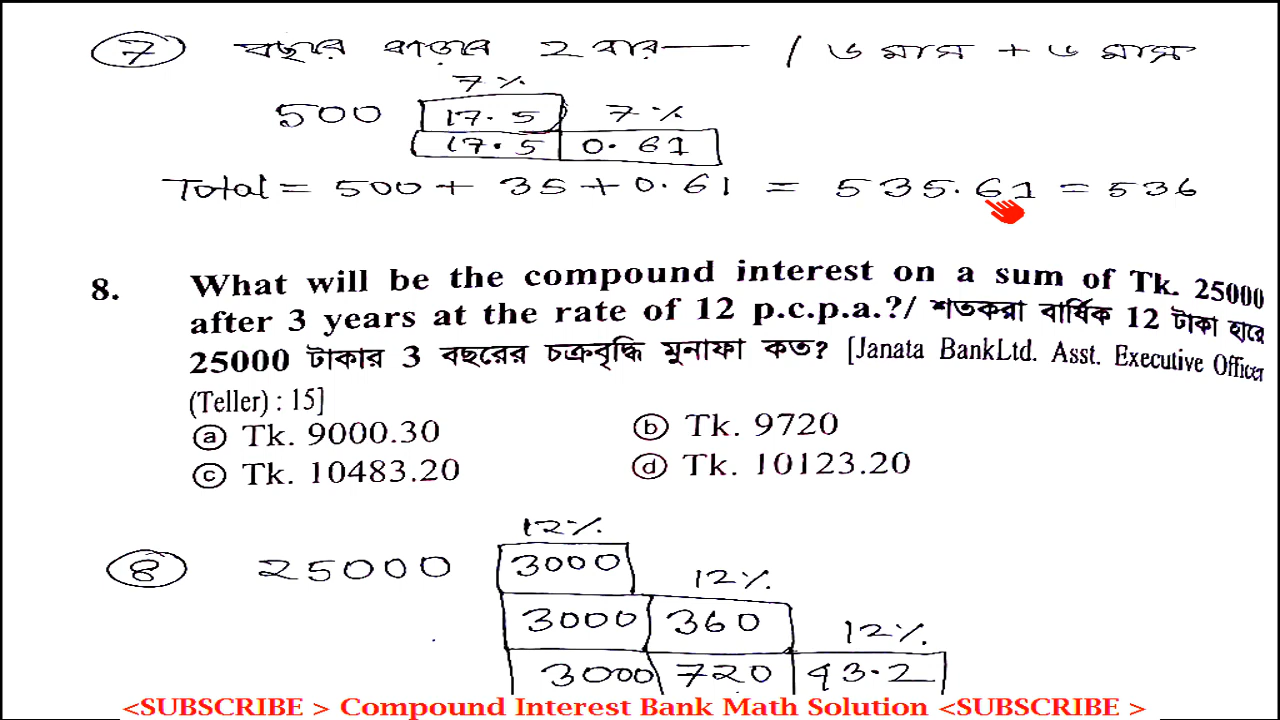 7 বছরে বাড়বে 2 বার — / ৬ মাস + ৬ মাস
7%
500 17.5 7%
17.5 0.61
Total = 500 + 35 + 0.61 = 535.61 = 536
8. What will be the compound interest on a sum of Tk. 25000
after 3 years at the rate of 12 p.c.p.a.?/ শতকরা বার্ষিক 12 টাকা হারে
25000 টাকার 3 বছরের চক্রবৃদ্ধি মুনাফা কত? [Janata BankLtd. Asst. Executive Officer
(Teller) : 15]
ⓐ Tk. 9000.30 ⓑ Tk. 9720
ⓒ Tk. 10483.20 ⓓ Tk. 10123.20
12%
8 25000 3000 12%
3000 360 12%
3000 720 43.2
<SUBSCRIBE > Compound Interest Bank Math Solution <SUBSCRIBE >